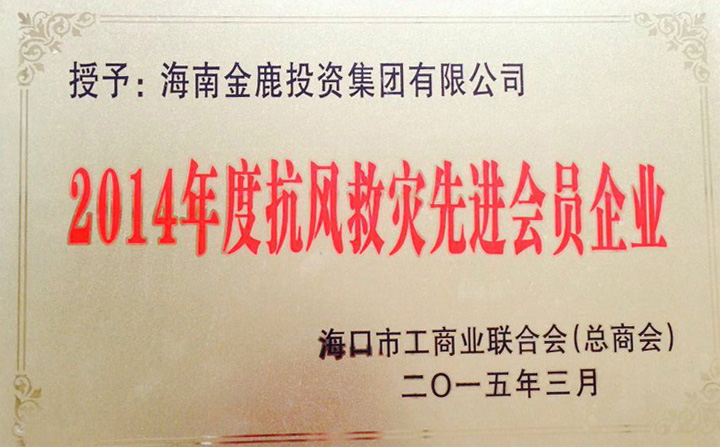 授予：海南金鹿投资集团有限公司
2014年度抗风救灾先进会员企业
海口市工商业联合会(总商会)
二〇一五年三月